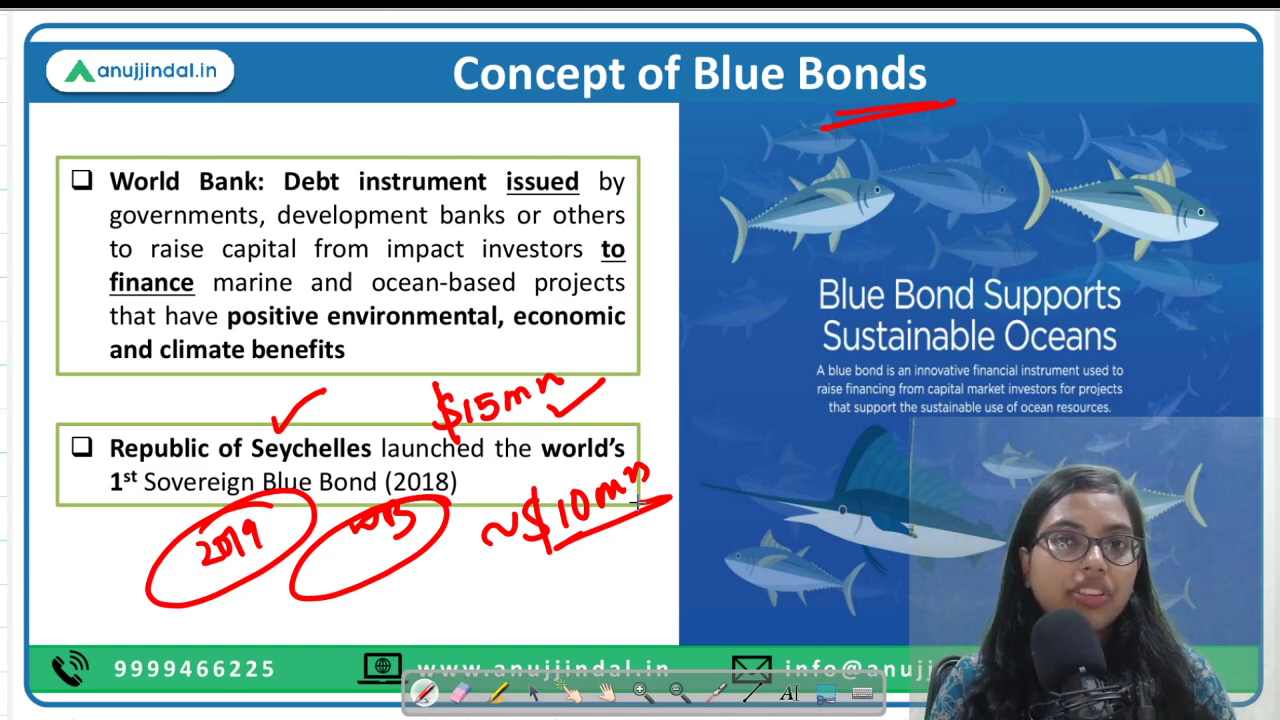 anujjindal.in
Concept of Blue Bonds
❑ World Bank: Debt instrument issued by
governments, development banks or others
to raise capital from impact investors to
finance marine and ocean-based projects
that have positive environmental, economic
and climate benefits
$15mn
❑ Republic of Seychelles launched the world's
1st Sovereign Blue Bond (2018)
2019
~$10mn
Blue Bond Supports
Sustainable Oceans
A blue bond is an innovative financial instrument used to
raise financing from capital market investors for projects
that support the sustainable use of ocean resources.
9999466225
www.anujjindal.in
info@anujj
AI